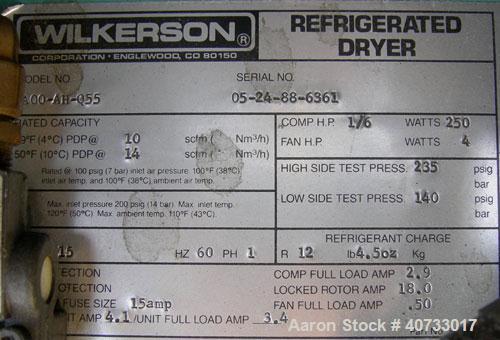 WILKERSON ®
CORPORATION · ENGLEWOOD, CO 80150
REFRIGERATED
DRYER
MODEL NO SERIAL NO.
A00-AH-Q55 05-24-88-6361
RATED CAPACITY
39°F (4°C) PDP@ 10 scfm ( Nm³/h)
50°F (10°C) PDP@ 14 scfm ( Nm³/h)
Rated @ 100 psig (7 bar) inlet air pressure 100°F (38°C)
inlet air temp. and 100°F (38°C) ambient air temp.
Max. inlet pressure 200 psig (14 bar) Max. inlet temp.
120°F (50°C) Max. ambient temp. 110°F (43°C).
COMP H.P. 1/6 WATTS 250
FAN H.P. WATTS 4
HIGH SIDE TEST PRESS. 235 psig
bar
LOW SIDE TEST PRESS. 140 psig
bar
15 HZ 60 PH 1
REFRIGERANT CHARGE
R 12 lb 4.5oz Kg
COMP FULL LOAD AMP 2.9
LOCKED ROTOR AMP 18.0
FUSE SIZE 15amp FAN FULL LOAD AMP .50
AMP 4.1/UNIT FULL LOAD AMP 3.4
Aaron Stock # 40733017